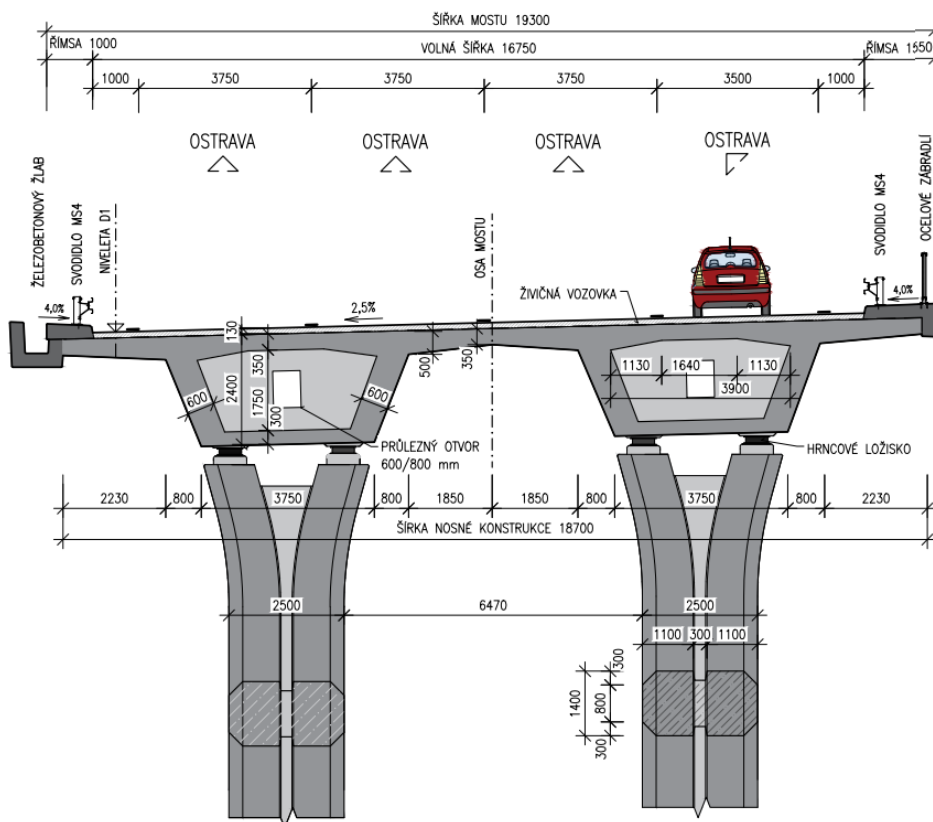 ŠÍŘKA MOSTU 19300
ŘÍMSA 1000
VOLNÁ ŠÍŘKA 16750
ŘÍMSA 1550
1000
3750
3750
3750
3500
1000
OSTRAVA
OSTRAVA
OSTRAVA
OSTRAVA
ŽELEZOBETONOVÝ ŽLAB
SVODIDLO MS4
NIVELETA D1
OSA MOSTU
SVODIDLO MS4
OCELOVÉ ZÁBRADLÍ
4,0%
2,5%
ŽIVIČNÁ VOZOVKA
4,0%
130
350
500
350
2400
1750
300
600
600
1130
1640
1130
3900
PRŮLEZNÝ OTVOR
600/800 mm
HRNCOVÉ LOŽISKO
2230
800
3750
800
1850
1850
800
3750
800
2230
ŠÍRKA NOSNÉ KONSTRUKCE 18700
2500
6470
2500
1100
300
1100
300
1400
800
300